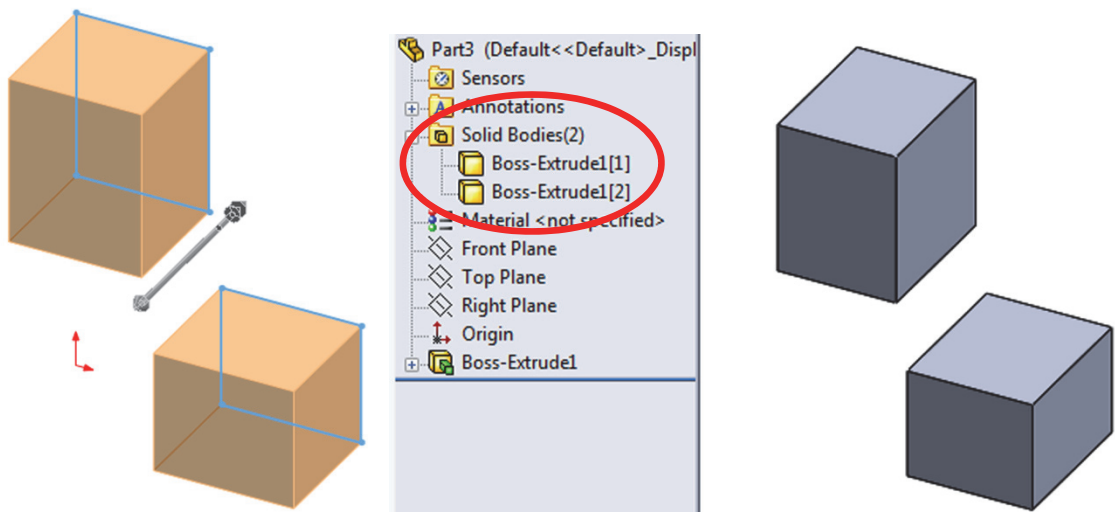 Part3 (Default<<Default>_Displ
Sensors
A Annotations
Solid Bodies(2)
Boss-Extrude1[1]
Boss-Extrude1[2]
Material <not specified>
Front Plane
Top Plane
Right Plane
Origin
Boss-Extrude1